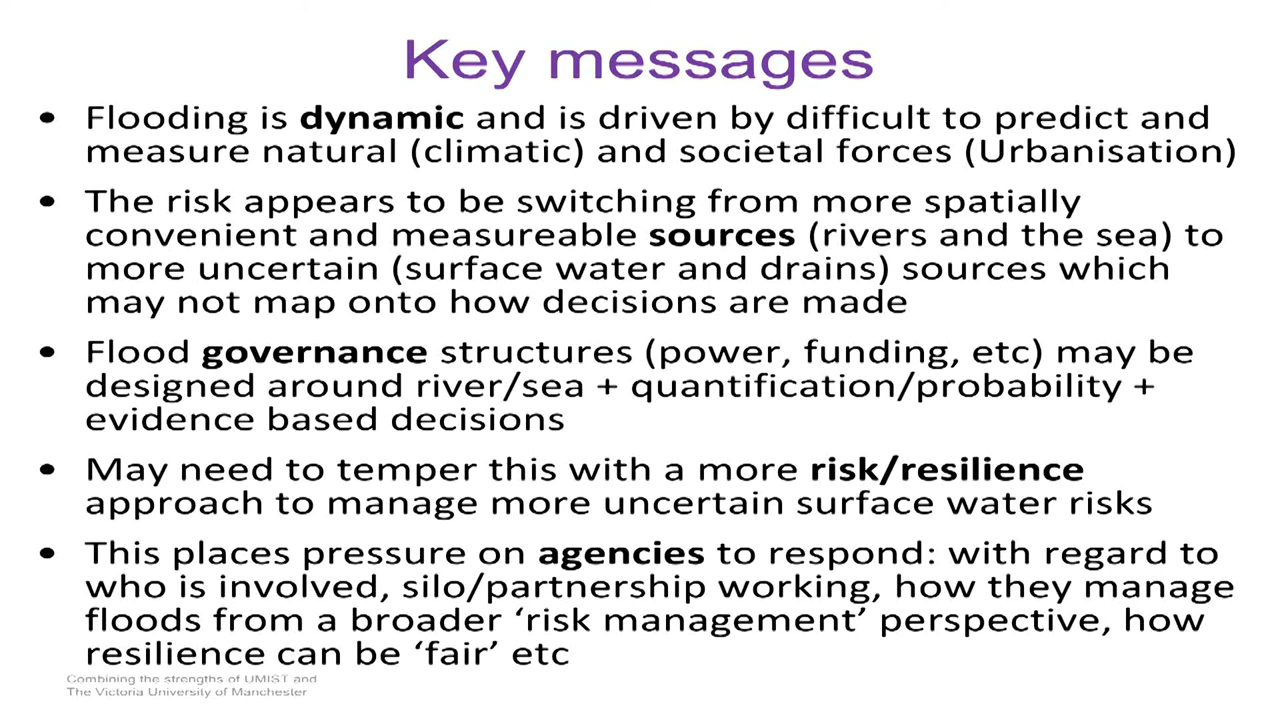 Key messages
• Flooding is dynamic and is driven by difficult to predict and
measure natural (climatic) and societal forces (Urbanisation)
• The risk appears to be switching from more spatially
convenient and measureable sources (rivers and the sea) to
more uncertain (surface water and drains) sources which
may not map onto how decisions are made
• Flood governance structures (power, funding, etc) may be
designed around river/sea + quantification/probability +
evidence based decisions
• May need to temper this with a more risk/resilience
approach to manage more uncertain surface water risks
• This places pressure on agencies to respond: with regard to
who is involved, silo/partnership working, how they manage
floods from a broader ‘risk management’ perspective, how
resilience can be ‘fair’ etc
Combining the strengths of UMIST and
The Victoria University of Manchester